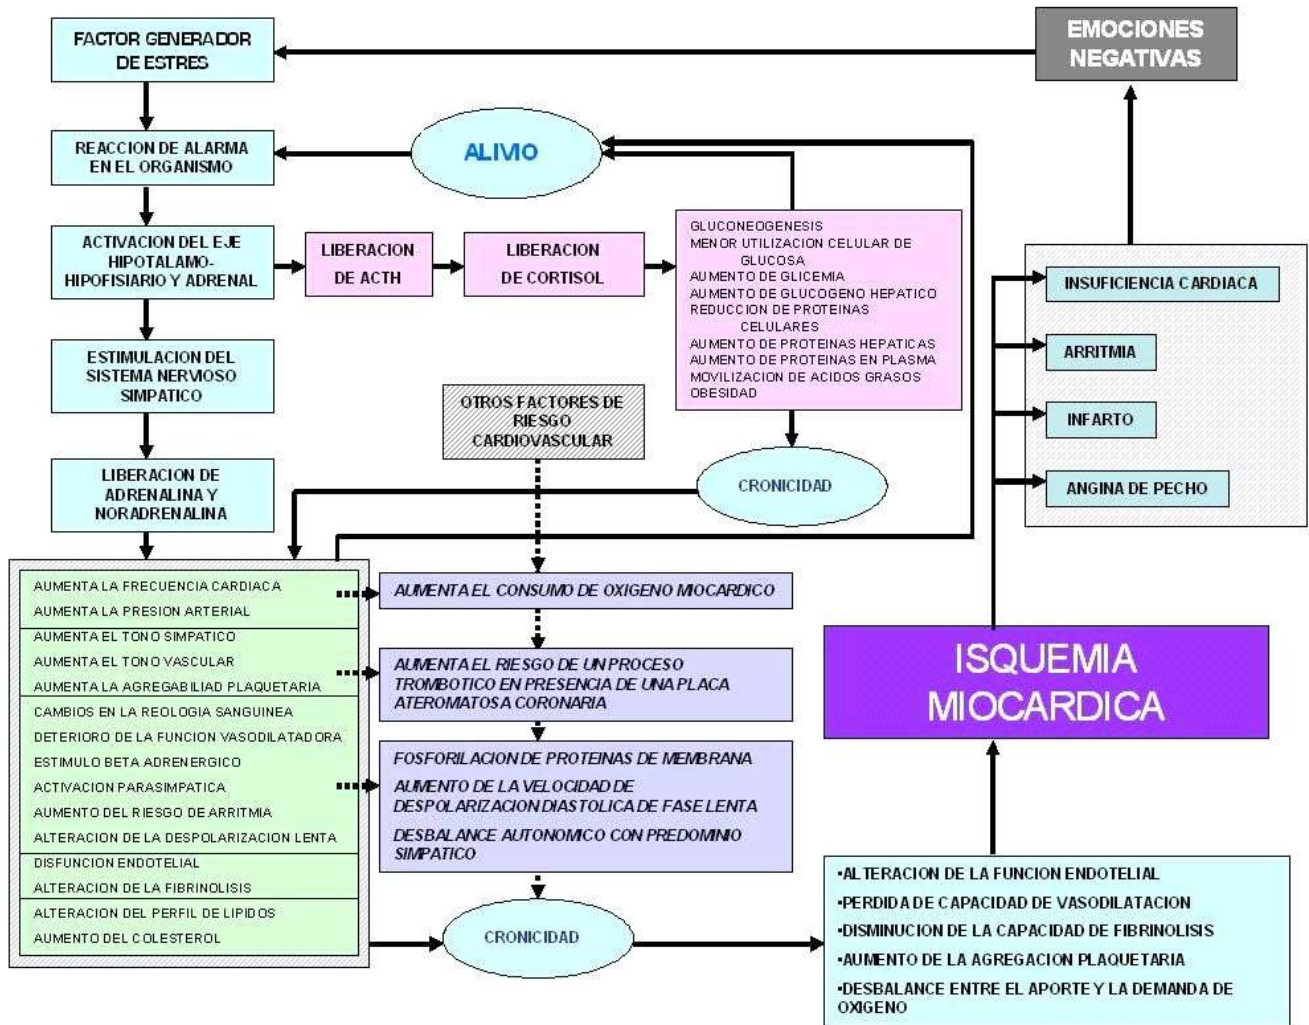 FACTOR GENERADOR
DE ESTRES
EMOCIONES
NEGATIVAS
REACCION DE ALARMA
EN EL ORGANISMO
ALIVIO
ACTIVACION DEL EJE
HIPOTALAMO-
HIPOFISIARIO Y ADRENAL
LIBERACION
DE ACTH
LIBERACION
DE CORTISOL
GLUCONEOGENESIS
MENOR UTILIZACION CELULAR DE
GLUCOSA
AUMENTO DE GLICEMIA
AUMENTO DE GLUCOGENO HEPATICO
REDUCCION DE PROTEINAS
CELULARES
AUMENTO DE PROTEINAS HEPATICAS
AUMENTO DE PROTEINAS EN PLASMA
MOVILIZACION DE ACIDOS GRASOS
OBESIDAD
INSUFICIENCIA CARDIACA
ARRITMIA
INFARTO
ANGINA DE PECHO
ESTIMULACION DEL
SISTEMA NERVIOSO
SIMPATICO
OTROS FACTORES DE
RIESGO
CARDIOVASCULAR
CRONICIDAD
LIBERACION DE
ADRENALINA Y
NORADRENALINA
AUMENTA LA FRECUENCIA CARDIACA
AUMENTA LA PRESION ARTERIAL
AUMENTA EL TONO SIMPATICO
AUMENTA EL TONO VASCULAR
AUMENTA LA AGREGABILIAD PLAQUETARIA
CAMBIOS EN LA REOLOGIA SANGUINEA
DETERIORO DE LA FUNCION VASODILATADORA
ESTIMULO BETA ADRENERGICO
ACTIVACION PARASIMPATICA
AUMENTO DEL RIESGO DE ARRITMIA
ALTERACION DE LA DESPOLARIZACION LENTA
DISFUNCION ENDOTELIAL
ALTERACION DE LA FIBRINOLISIS
ALTERACION DEL PERFIL DE LIPIDOS
AUMENTO DEL COLESTEROL
AUMENTA EL CONSUMO DE OXIGENO MIOCARDICO
AUMENTA EL RIESGO DE UN PROCESO
TROMBOTICO EN PRESENCIA DE UNA PLACA
ATEROMATOSA CORONARIA
FOSFORILACION DE PROTEINAS DE MEMBRANA
AUMENTO DE LA VELOCIDAD DE
DESPOLARIZACION DIASTOLICA DE FASE LENTA
DESBALANCE AUTONOMICO CON PREDOMINIO
SIMPATICO
CRONICIDAD
ISQUEMIA
MIOCARDICA
•ALTERACION DE LA FUNCION ENDOTELIAL
•PERDIDA DE CAPACIDAD DE VASODILATACION
•DISMINUCION DE LA CAPACIDAD DE FIBRINOLISIS
•AUMENTO DE LA AGREGACION PLAQUETARIA
•DESBALANCE ENTRE EL APORTE Y LA DEMANDA DE
OXIGENO